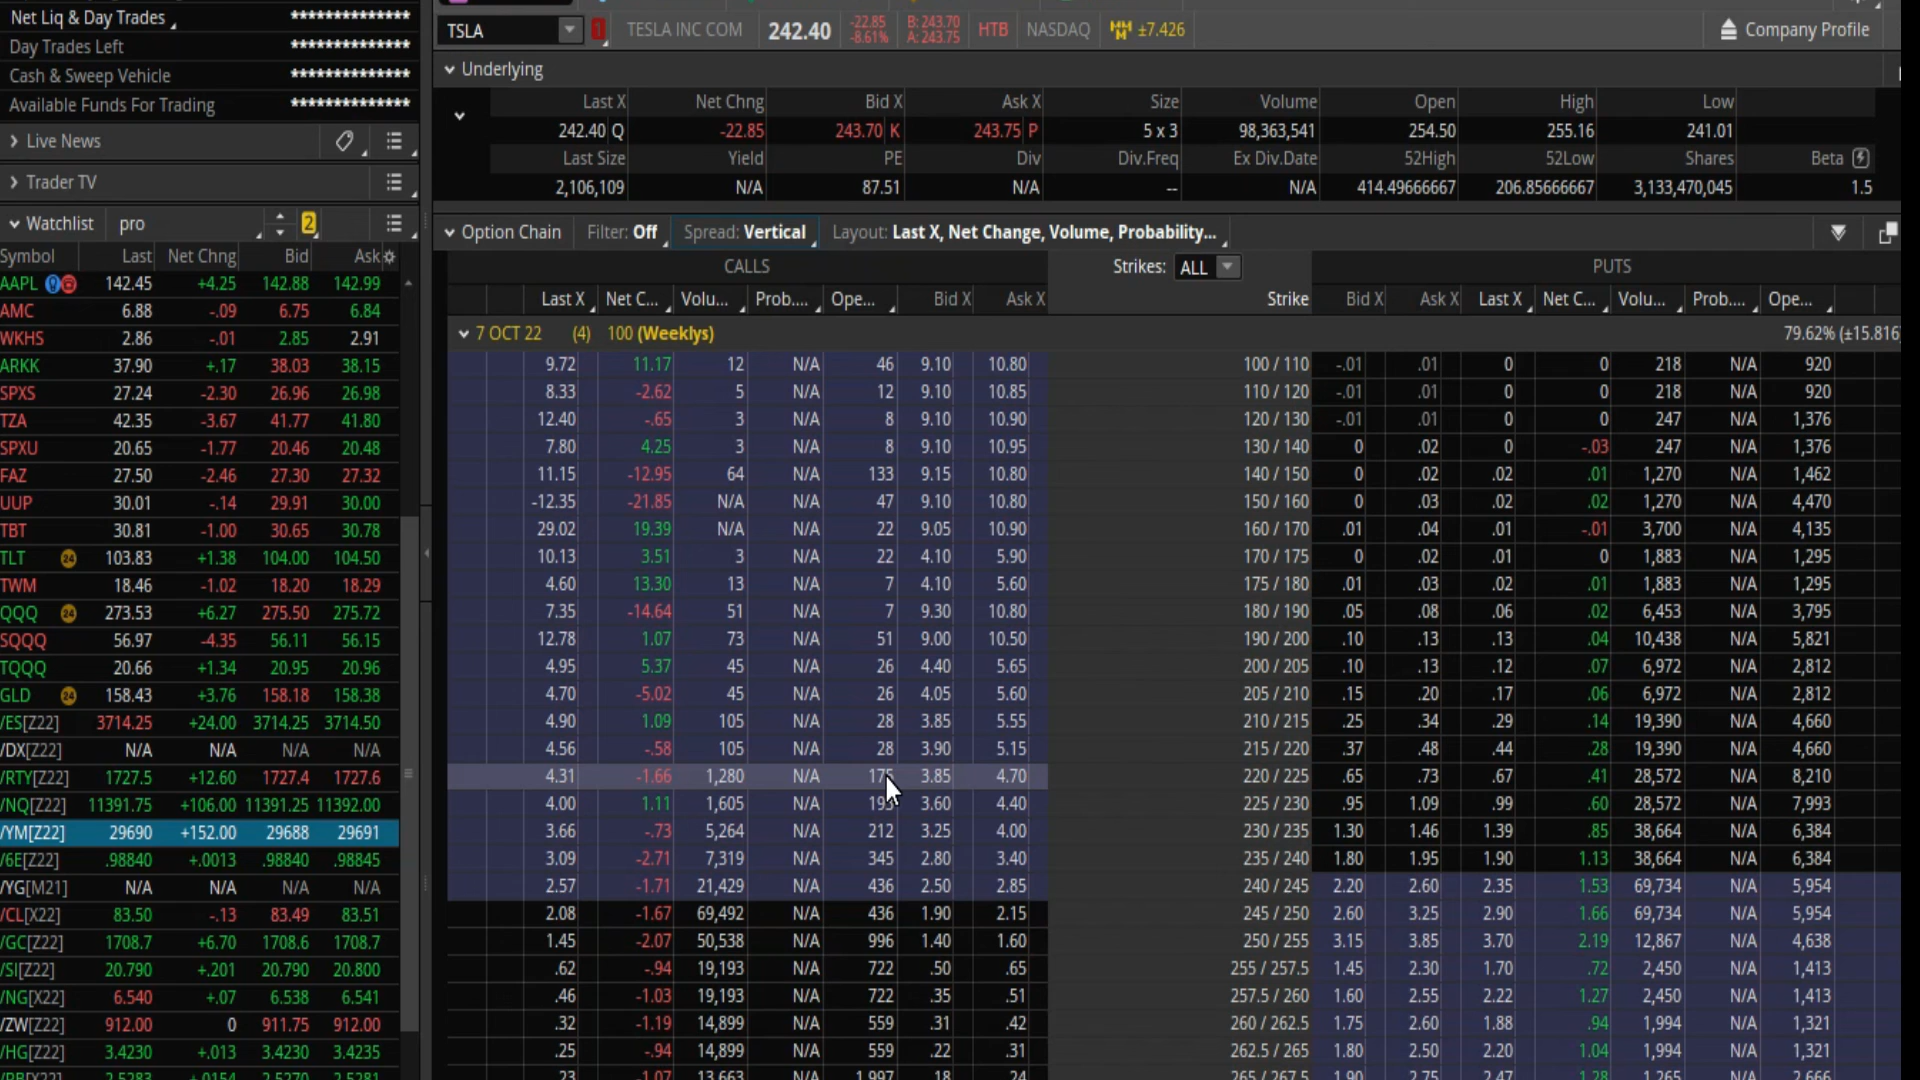 Net Liq & Day Trades **************
Day Trades Left **************
Cash & Sweep Vehicle **************
Available Funds For Trading **************
Live News
Trader TV
Watchlist pro 2
Symbol Last Net Chng Bid Ask
AAPL 142.45 +4.25 142.88 142.99
AMC 6.88 -.09 6.75 6.84
WKHS 2.86 -.01 2.85 2.91
ARKK 37.90 +.17 38.03 38.15
SPXS 27.24 -2.30 26.96 26.98
TZA 42.35 -3.67 41.77 41.80
SPXU 20.65 -1.77 20.46 20.48
FAZ 27.50 -2.46 27.30 27.32
UUP 30.01 -.14 29.91 30.00
TBT 30.81 -1.00 30.65 30.78
TLT 24 103.83 +1.38 104.00 104.50
TWM 18.46 -1.02 18.20 18.29
QQQ 24 273.53 +6.27 275.50 275.72
SQQQ 56.97 -4.35 56.11 56.15
TQQQ 20.66 +1.34 20.95 20.96
GLD 24 158.43 +3.76 158.18 158.38
/ES[Z22] 3714.25 +24.00 3714.25 3714.50
/DX[Z22] N/A N/A N/A N/A
/RTY[Z22] 1727.5 +12.60 1727.4 1727.6
/NQ[Z22] 11391.75 +106.00 11391.25 11392.00
/YM[Z22] 29690 +152.00 29688 29691
/6E[Z22] .98840 +.0013 .98840 .98845
/YG[M21] N/A N/A N/A N/A
/CL[X22] 83.50 -.13 83.49 83.51
/GC[Z22] 1708.7 +6.70 1708.6 1708.7
/SI[Z22] 20.790 +.201 20.790 20.800
/NG[X22] 6.540 +.07 6.538 6.541
/ZW[Z22] 912.00 0 911.75 912.00
/HG[Z22] 3.4230 +.013 3.4230 3.4235
/RB[X22] 2.5283 +.0154 2.5270 2.5281
TSLA 1 TESLA INC COM 242.40 -22.85 -8.61% B: 243.70 A: 243.75 HTB NASDAQ ±7.426 Company Profile
Underlying
Last X Net Chng Bid X Ask X Size Volume Open High Low
242.40 Q -22.85 243.70 K 243.75 P 5 x 3 98,363,541 254.50 255.16 241.01
Last Size Yield PE Div Div.Freq Ex Div.Date 52High 52Low Shares Beta
2,106,109 N/A 87.51 N/A -- N/A 414.49666667 206.85666667 3,133,470,045 1.5
Option Chain Filter: Off Spread: Vertical Layout: Last X, Net Change, Volume, Probability...
CALLS Strikes: ALL PUTS
Last X Net C... Volu... Prob.... Ope... Bid X Ask X Strike Bid X Ask X Last X Net C... Volu... Prob.... Ope...
7 OCT 22 (4) 100 (Weeklys) 79.62% (±15.816
9.72 11.17 12 N/A 46 9.10 10.80 100 / 110 -.01 .01 0 0 218 N/A 920
8.33 -2.62 5 N/A 12 9.10 10.85 110 / 120 -.01 .01 0 0 218 N/A 920
12.40 -.65 3 N/A 8 9.10 10.90 120 / 130 -.01 .01 0 0 247 N/A 1,376
7.80 4.25 3 N/A 8 9.10 10.95 130 / 140 0 .02 0 -.03 247 N/A 1,376
11.15 -12.95 64 N/A 133 9.15 10.80 140 / 150 0 .02 .02 .01 1,270 N/A 1,462
-12.35 -21.85 N/A N/A 47 9.10 10.80 150 / 160 0 .03 .02 .02 1,270 N/A 4,470
29.02 19.39 N/A N/A 22 9.05 10.90 160 / 170 .01 .04 .01 -.01 3,700 N/A 4,135
10.13 3.51 3 N/A 22 4.10 5.90 170 / 175 0 .02 .01 0 1,883 N/A 1,295
4.60 13.30 13 N/A 7 4.10 5.60 175 / 180 .01 .03 .02 .01 1,883 N/A 1,295
7.35 -14.64 51 N/A 7 9.30 10.80 180 / 190 .05 .08 .06 .02 6,453 N/A 3,795
12.78 1.07 73 N/A 51 9.00 10.50 190 / 200 .10 .13 .13 .04 10,438 N/A 5,821
4.95 5.37 45 N/A 26 4.40 5.65 200 / 205 .10 .13 .12 .07 6,972 N/A 2,812
4.70 -5.02 45 N/A 26 4.05 5.60 205 / 210 .15 .20 .17 .06 6,972 N/A 2,812
4.90 1.09 105 N/A 28 3.85 5.55 210 / 215 .25 .34 .29 .14 19,390 N/A 4,660
4.56 -.58 105 N/A 28 3.90 5.15 215 / 220 .37 .48 .44 .28 19,390 N/A 4,660
4.31 -1.66 1,280 N/A 3.85 4.70 220 / 225 .65 .73 .67 .41 28,572 N/A 8,210
4.00 1.11 1,605 N/A 3.60 4.40 225 / 230 .95 1.09 .99 .60 28,572 N/A 7,993
3.66 -.73 5,264 N/A 212 3.25 4.00 230 / 235 1.30 1.46 1.39 .85 38,664 N/A 6,384
3.09 -2.71 7,319 N/A 345 2.80 3.40 235 / 240 1.80 1.95 1.90 1.13 38,664 N/A 6,384
2.57 -1.71 21,429 N/A 436 2.50 2.85 240 / 245 2.20 2.60 2.35 1.53 69,734 N/A 5,954
2.08 -1.67 69,492 N/A 436 1.90 2.15 245 / 250 2.60 3.25 2.90 1.66 69,734 N/A 5,954
1.45 -2.07 50,538 N/A 996 1.40 1.60 250 / 255 3.15 3.85 3.70 2.19 12,867 N/A 4,638
.62 -.94 19,193 N/A 722 .50 .65 255 / 257.5 1.45 2.30 1.70 .72 2,450 N/A 1,413
.46 -1.03 19,193 N/A 722 .35 .51 257.5 / 260 1.60 2.55 2.22 1.27 2,450 N/A 1,413
.32 -1.19 14,899 N/A 559 .31 .42 260 / 262.5 1.75 2.60 1.88 .94 1,994 N/A 1,321
.25 -.94 14,899 N/A 559 .22 .31 262.5 / 265 1.80 2.50 2.20 1.04 1,994 N/A 1,321
.23 -1.07 13,663 N/A 1,997 .18 .24 265 / 267.5 1.90 2.75 2.47 1.28 1,265 N/A 2,666